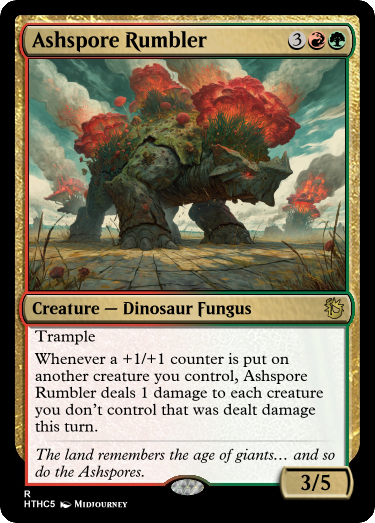 Ashspore Rumbler 3
Creature — Dinosaur Fungus
Trample
Whenever a +1/+1 counter is put on
another creature you control, Ashspore
Rumbler deals 1 damage to each creature
you don't control that was dealt damage
this turn.
The land remembers the age of giants… and so
do the Ashspores.
3/5
R
HTHC5 Midjourney